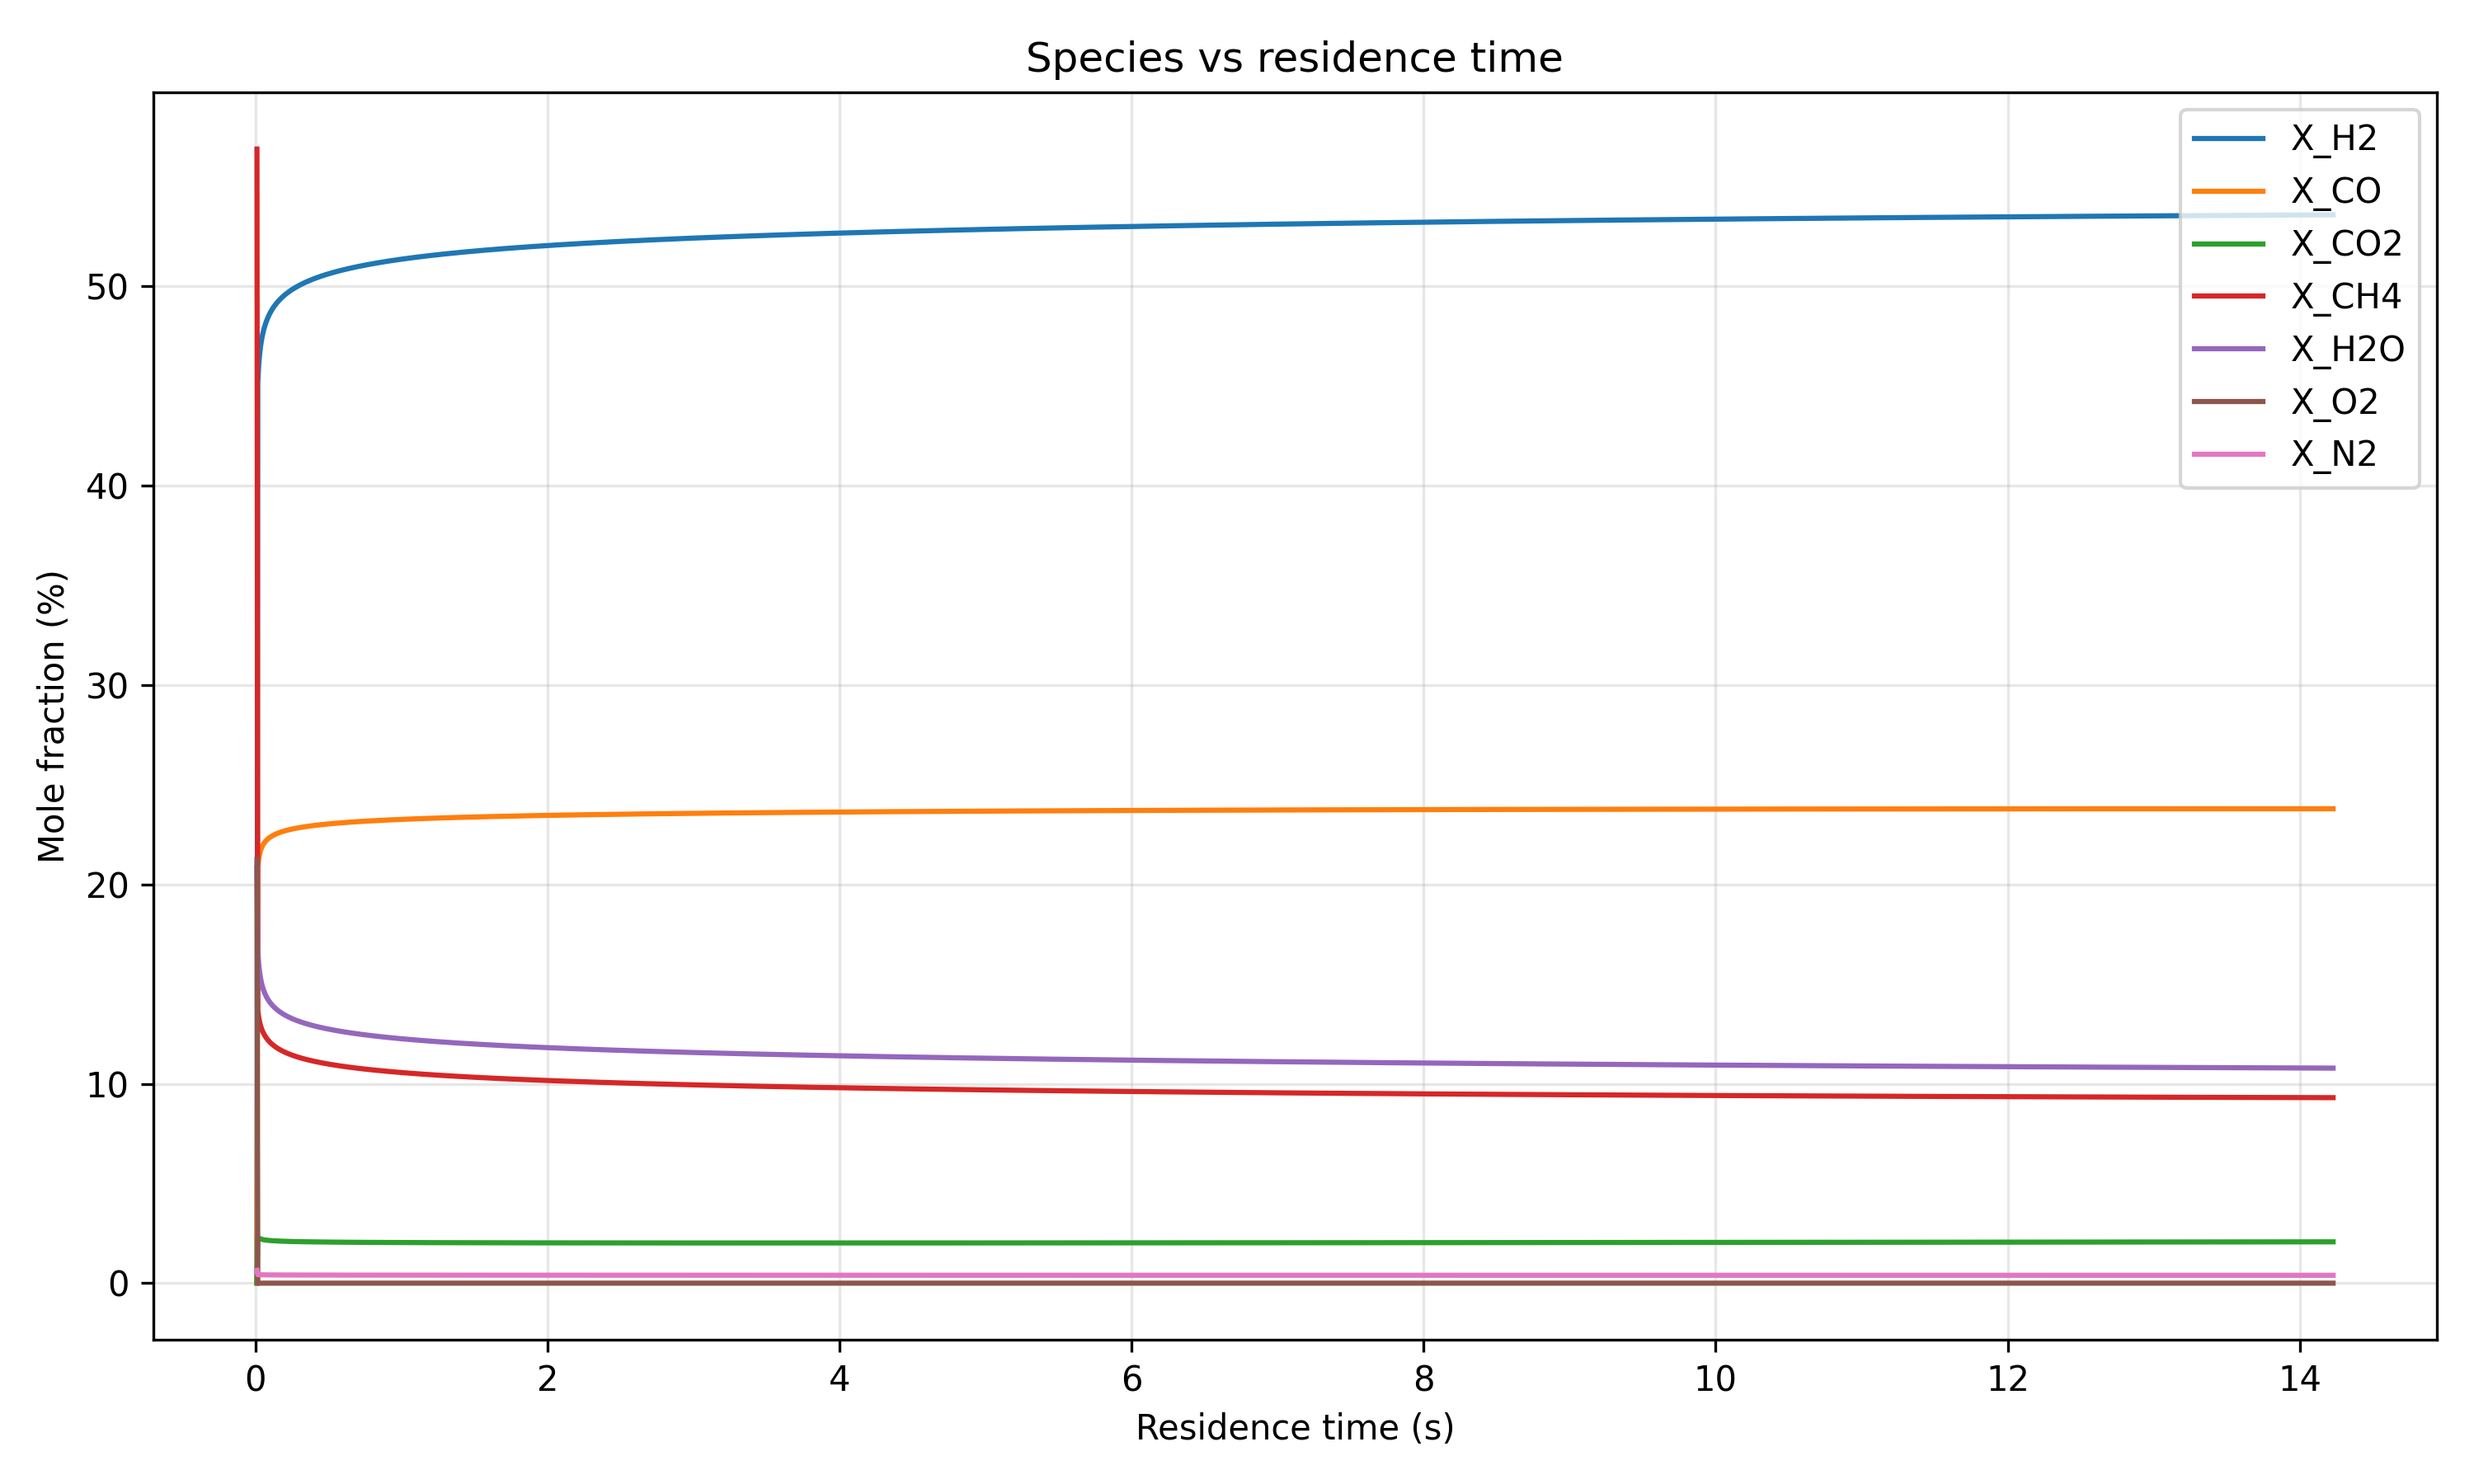 Species vs residence time
X_H2
X_CO
X_CO2
X_CH4
X_H2O
X_O2
X_N2
Mole fraction (%)
50
40
30
20
10
0
0 2 4 6 8 10 12 14
Residence time (s)